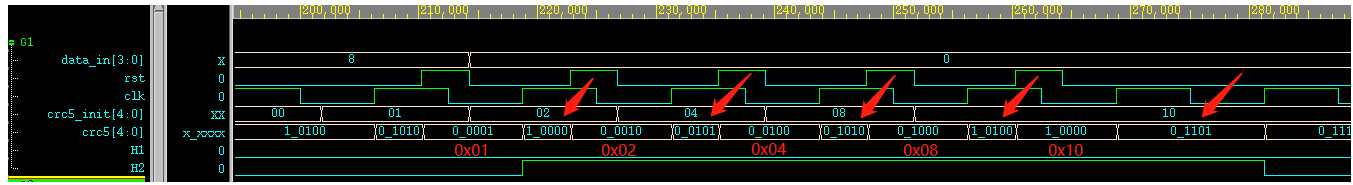 200,000 210,000 220,000 230,000 240,000 250,000 260,000 270,000 280,000
G1
data_in[3:0] X 8 0
rst 0
clk 0
crc5_init[4:0] XX 00 01 02 04 08 10
crc5[4:0] x_xxxx 1_0100 0_1010 0_0001 1_0000 0_0010 0_0101 0_0100 0_1010 0_1000 1_0100 1_0000 0_1101 0_111
H1 0 0x01 0x02 0x04 0x08 0x10
H2 0